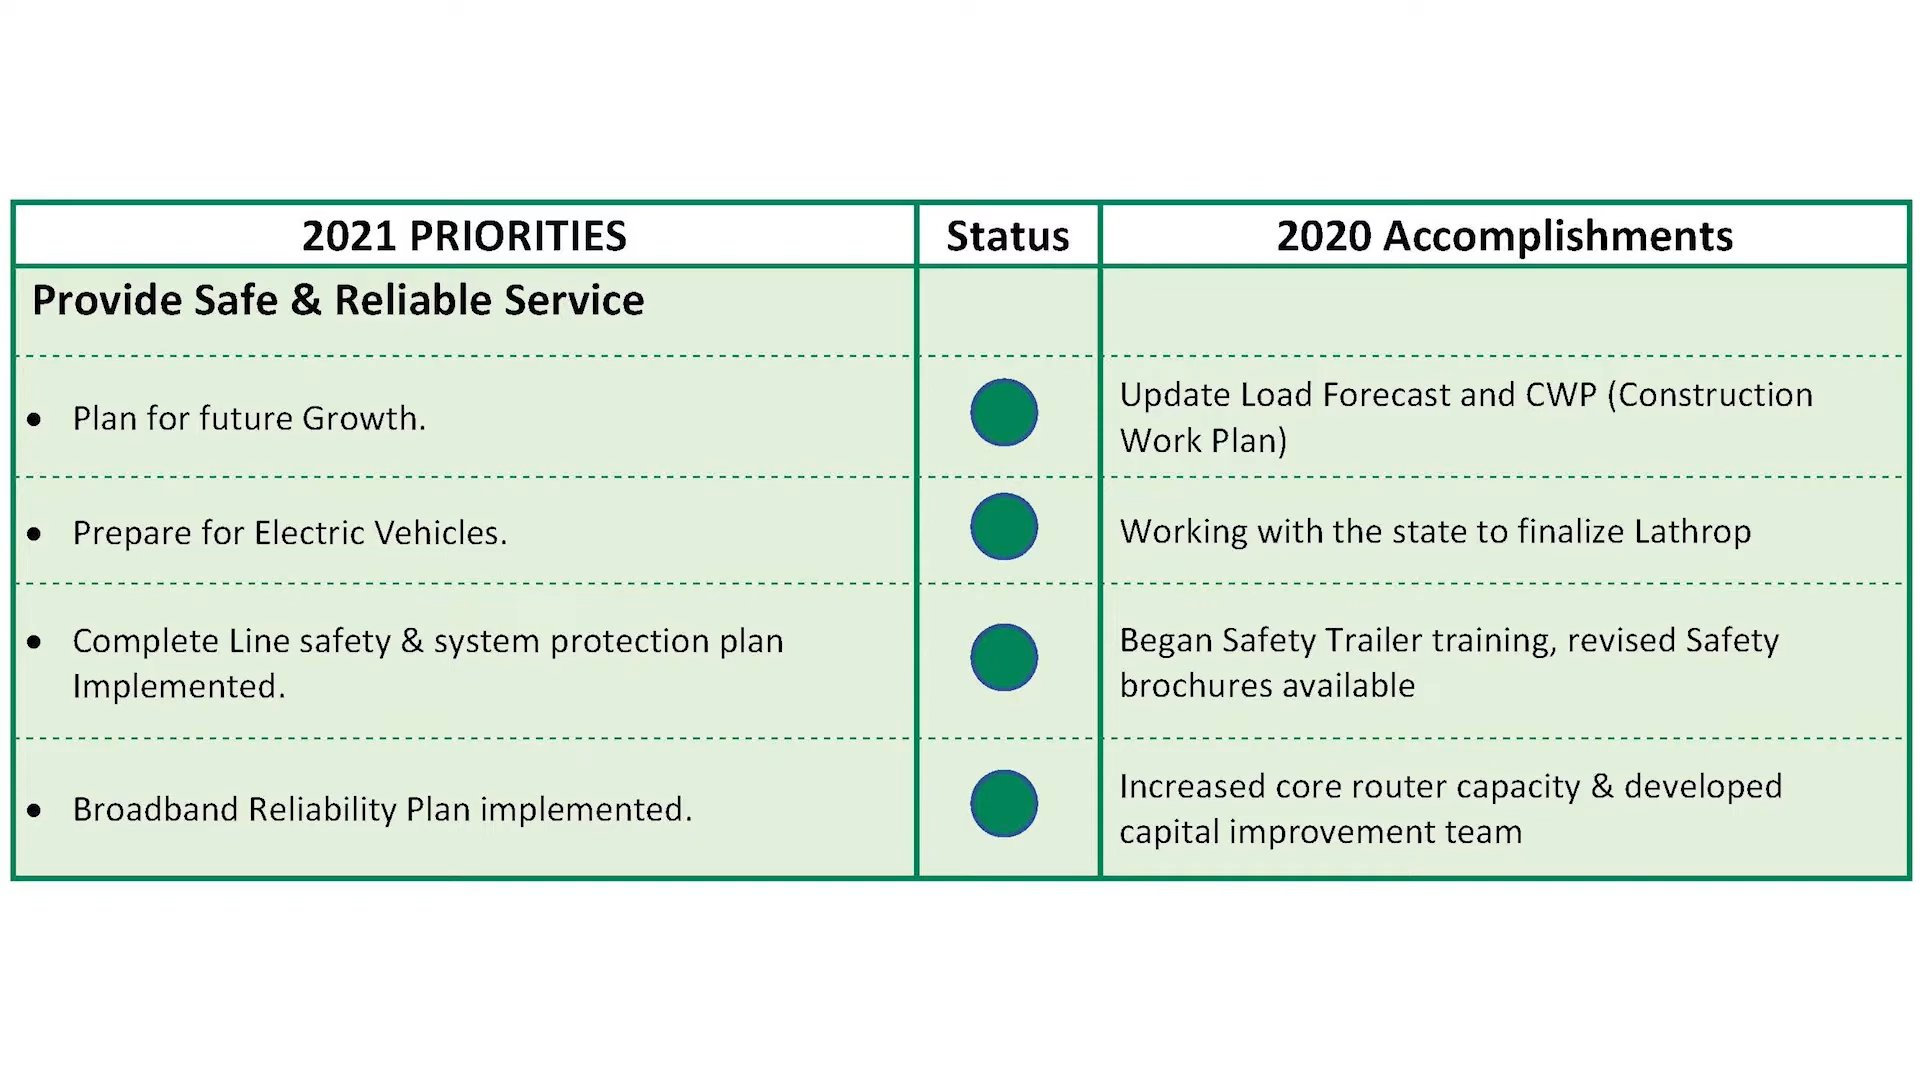 2021 PRIORITIES Status 2020 Accomplishments
Provide Safe & Reliable Service
• Plan for future Growth.
Update Load Forecast and CWP (Construction
Work Plan)
• Prepare for Electric Vehicles.
Working with the state to finalize Lathrop
• Complete Line safety & system protection plan
Implemented.
Began Safety Trailer training, revised Safety
brochures available
• Broadband Reliability Plan implemented.
Increased core router capacity & developed
capital improvement team